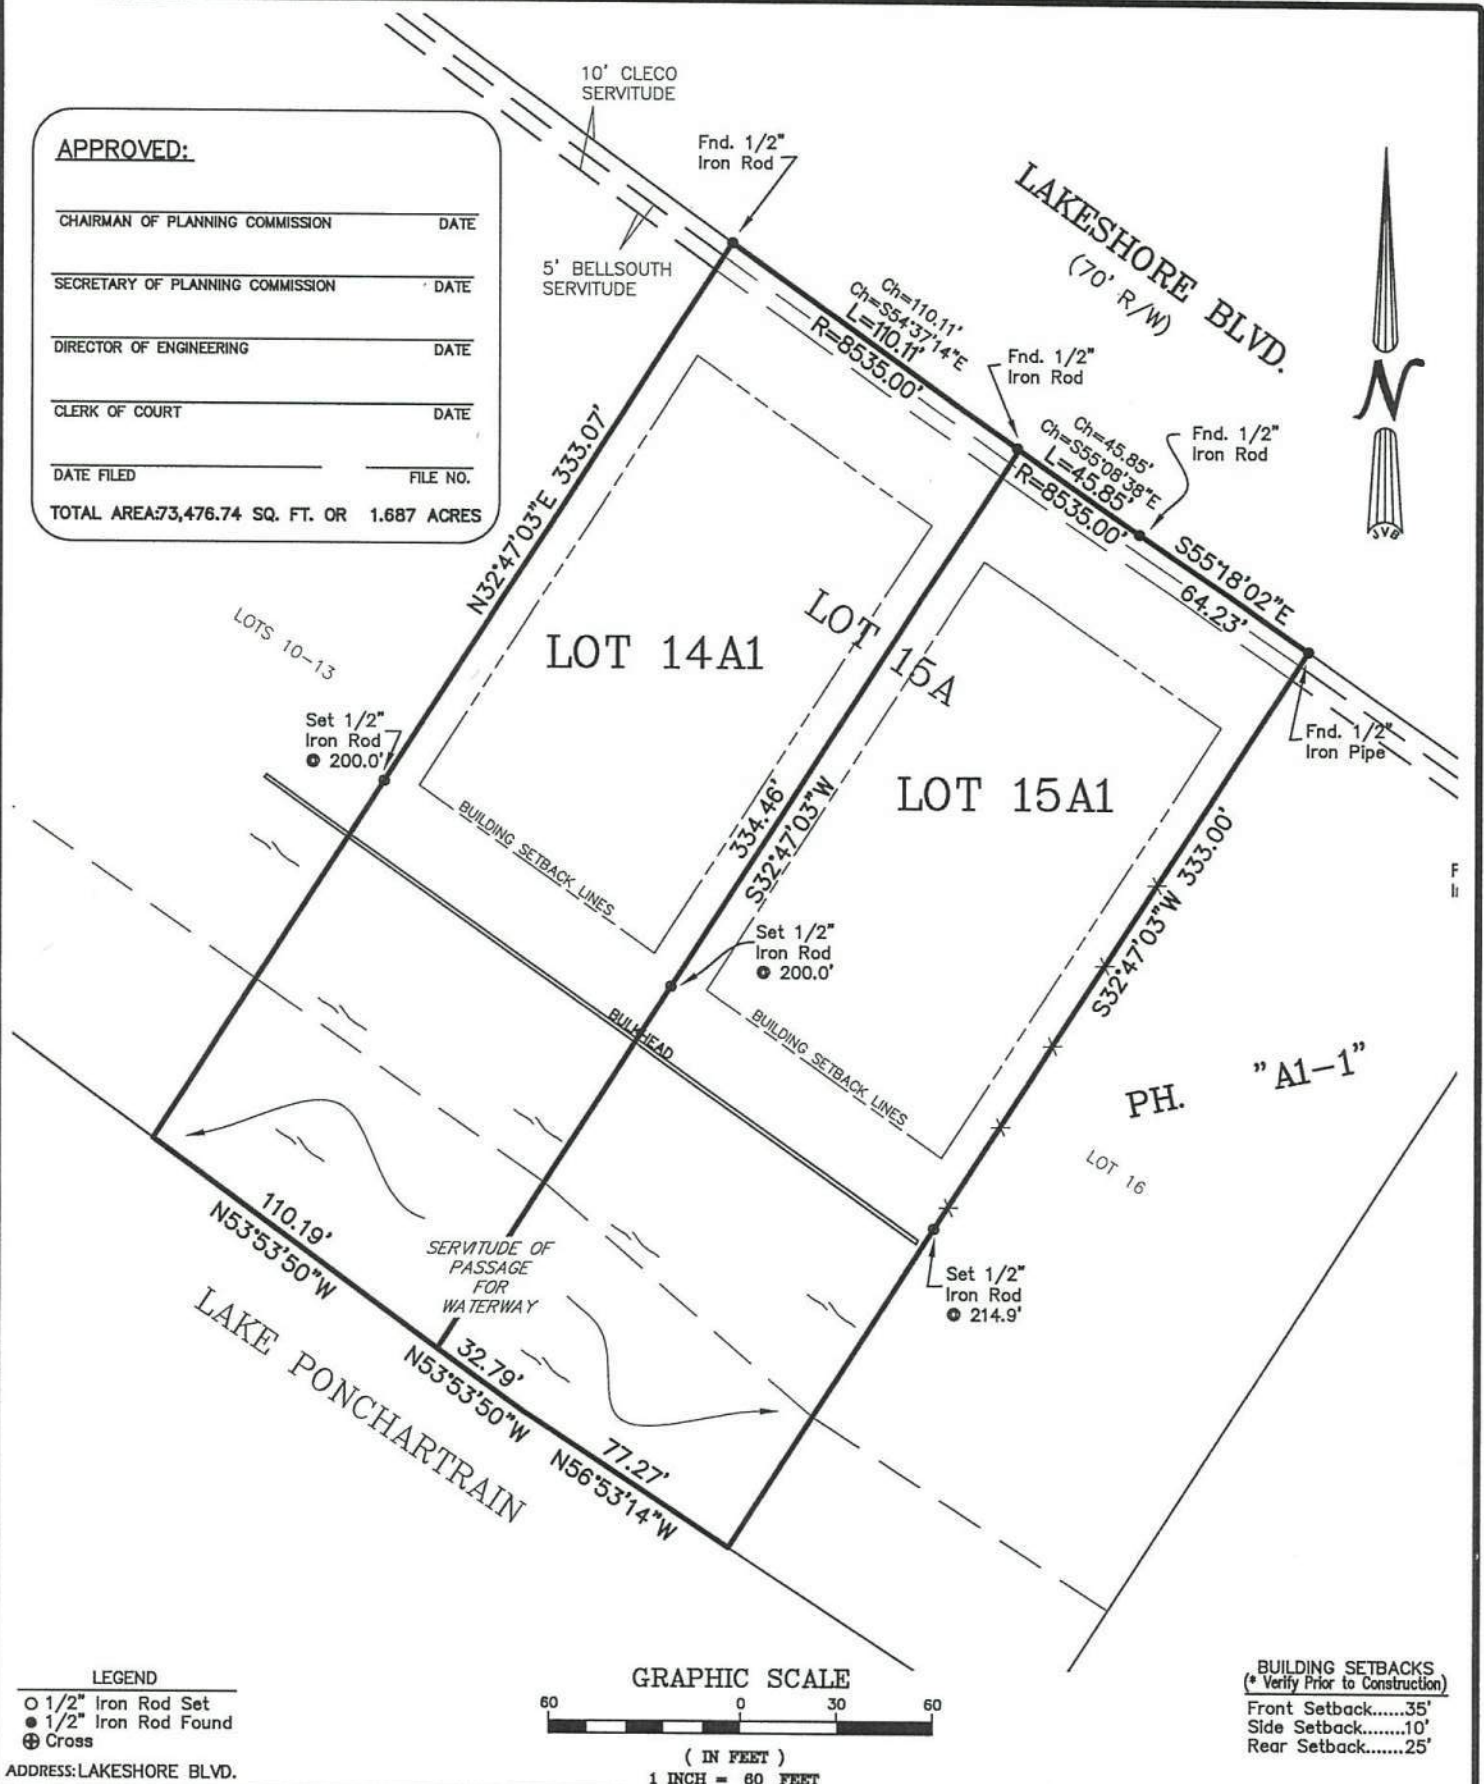 10' CLECO
SERVITUDE
APPROVED:
CHAIRMAN OF PLANNING COMMISSION DATE
SECRETARY OF PLANNING COMMISSION DATE
DIRECTOR OF ENGINEERING DATE
CLERK OF COURT DATE
DATE FILED FILE NO.
TOTAL AREA:73,476.74 SQ. FT. OR 1.687 ACRES
Fnd. 1/2"
Iron Rod
5' BELLSOUTH
SERVITUDE
LAKESHORE BLVD.
(70' R/W)
N
JVB
Ch=110.11'
Ch=S54°37'14"E
L=110.11'
R=8535.00'
Fnd. 1/2"
Iron Rod
Ch=45.85'
Ch=S55°08'38"E
L=45.85'
R=8535.00'
Fnd. 1/2"
Iron Rod
S55°18'02"E
64.23'
Fnd. 1/2"
Iron Pipe
N32°47'03"E 333.07'
LOTS 10-13
LOT 14A1
LOT 15A
LOT 15A1
Set 1/2"
Iron Rod
@ 200.0'
BUILDING SETBACK LINES
334.46'
S32°47'03"W
Set 1/2"
Iron Rod
@ 200.0'
S32°47'03"W 333.00'
BULKHEAD
BUILDING SETBACK LINES
PH. "A1-1"
LOT 16
Set 1/2"
Iron Rod
@ 214.9'
SERVITUDE OF
PASSAGE
FOR
WATERWAY
110.19'
N53°53'50"W
32.79'
N53°53'50"W
77.27'
N56°53'14"W
LAKE PONCHARTRAIN
LEGEND
1/2" Iron Rod Set
1/2" Iron Rod Found
Cross
ADDRESS: LAKESHORE BLVD.
GRAPHIC SCALE
60 0 30 60
( IN FEET )
1 INCH = 60 FEET
BUILDING SETBACKS
(* Verify Prior to Construction)
Front Setback......35'
Side Setback........10'
Rear Setback.......25'